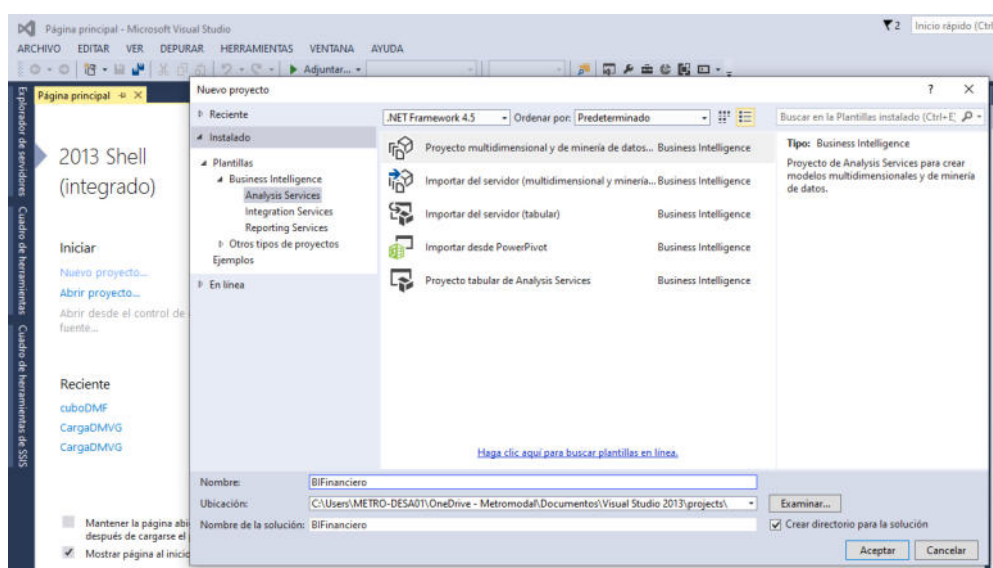 Página principal - Microsoft Visual Studio
2
Inicio rápido (Ctrl
ARCHIVO EDITAR VER DEPURAR HERRAMIENTAS VENTANA AYUDA
Adjuntar...
Explorador de servidores
Cuadro de herramientas
Cuadro de herramientas de SSIS
Página principal
2013 Shell
(integrado)
Iniciar
Nuevo proyecto...
Abrir proyecto...
Abrir desde el control de
fuente...
Reciente
cuboDMF
CargaDMVG
CargaDMVG
Mantener la página abi
después de cargarse el
Mostrar página al inicio
Nuevo proyecto
? X
Reciente
Instalado
Plantillas
Business Intelligence
Analysis Services
Integration Services
Reporting Services
Otros tipos de proyectos
Ejemplos
En línea
.NET Framework 4.5 Ordenar por: Predeterminado
Buscar en la Plantillas instalado (Ctrl+E)
Proyecto multidimensional y de minería de datos... Business Intelligence
Importar del servidor (multidimensional y minería... Business Intelligence
Importar del servidor (tabular) Business Intelligence
Importar desde PowerPivot Business Intelligence
Proyecto tabular de Analysis Services Business Intelligence
Haga clic aquí para buscar plantillas en línea.
Tipo: Business Intelligence
Proyecto de Analysis Services para crear
modelos multidimensionales y de minería
de datos.
Nombre: BIFinanciero
Ubicación: C:\Users\METRO-DESA01\OneDrive - Metromodal\Documentos\Visual Studio 2013\projects\ Examinar...
Nombre de la solución: BIFinanciero
Crear directorio para la solución
Aceptar Cancelar